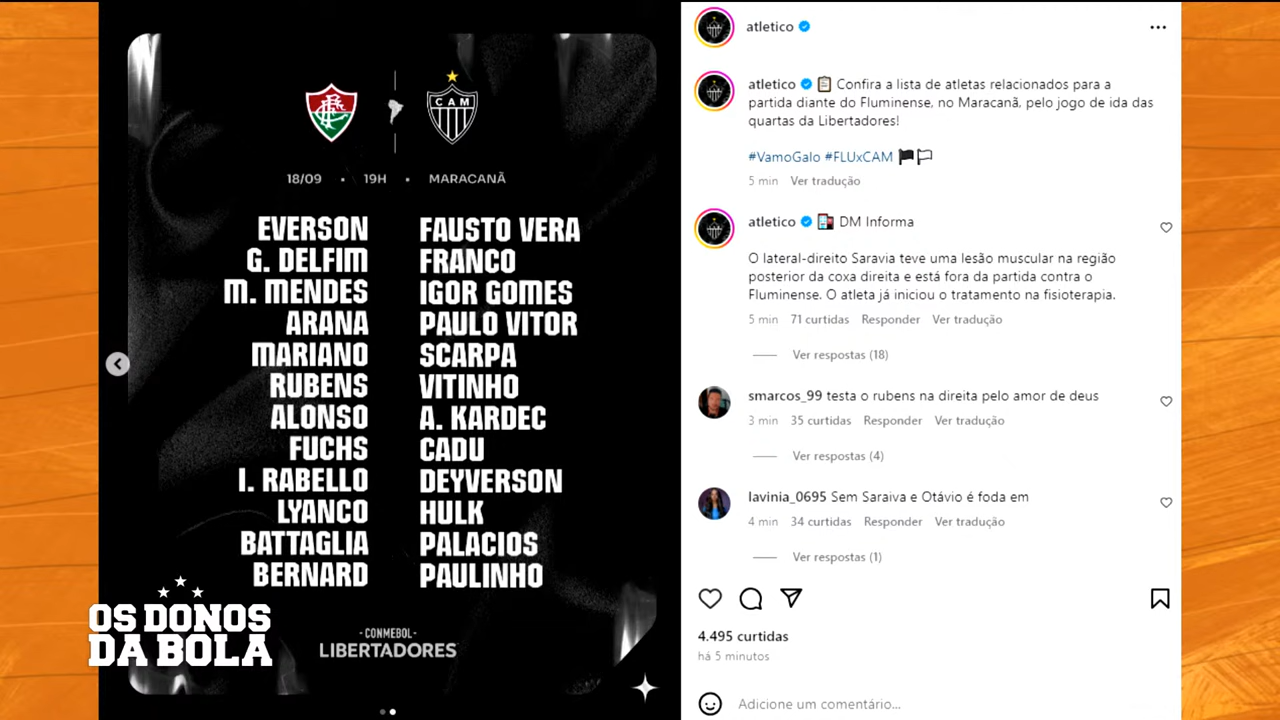 CAM
18/09 • 19H • MARACANÃ
EVERSON
G. DELFIM
M. MENDES
ARANA
MARIANO
RUBENS
ALONSO
FUCHS
I. RABELLO
LYANCO
BATTAGLIA
BERNARD
FAUSTO VERA
FRANCO
IGOR GOMES
PAULO VITOR
SCARPA
VITINHO
A. KARDEC
CADU
DEYVERSON
HULK
PALACIOS
PAULINHO
- CONMEBOL -
LIBERTADORES
OS DONOS
DA BOLA
atletico
atletico 📋 Confira a lista de atletas relacionados para a
partida diante do Fluminense, no Maracanã, pelo jogo de ida das
quartas da Libertadores!
#VamoGalo #FLUxCAM 🏴🏳
5 min Ver tradução
atletico DM Informa
O lateral-direito Saravia teve uma lesão muscular na região
posterior da coxa direita e está fora da partida contra o
Fluminense. O atleta já iniciou o tratamento na fisioterapia.
5 min 71 curtidas Responder Ver tradução
Ver respostas (18)
smarcos_99 testa o rubens na direita pelo amor de deus
3 min 35 curtidas Responder Ver tradução
Ver respostas (4)
lavinia_0695 Sem Saraiva e Otávio é foda em
4 min 34 curtidas Responder Ver tradução
Ver respostas (1)
4.495 curtidas
há 5 minutos
Adicione um comentário...